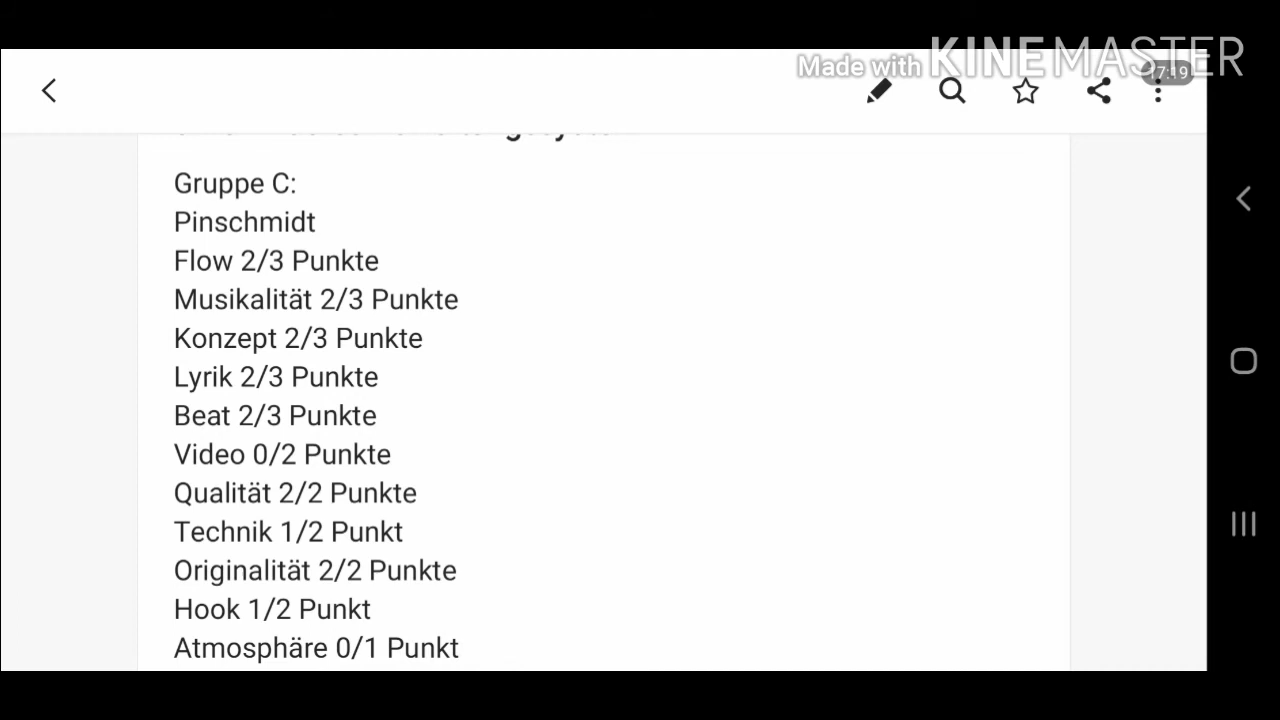 Made with KINEMASTER
17:19
Gruppe C:
Pinschmidt
Flow 2/3 Punkte
Musikalität 2/3 Punkte
Konzept 2/3 Punkte
Lyrik 2/3 Punkte
Beat 2/3 Punkte
Video 0/2 Punkte
Qualität 2/2 Punkte
Technik 1/2 Punkt
Originalität 2/2 Punkte
Hook 1/2 Punkt
Atmosphäre 0/1 Punkt